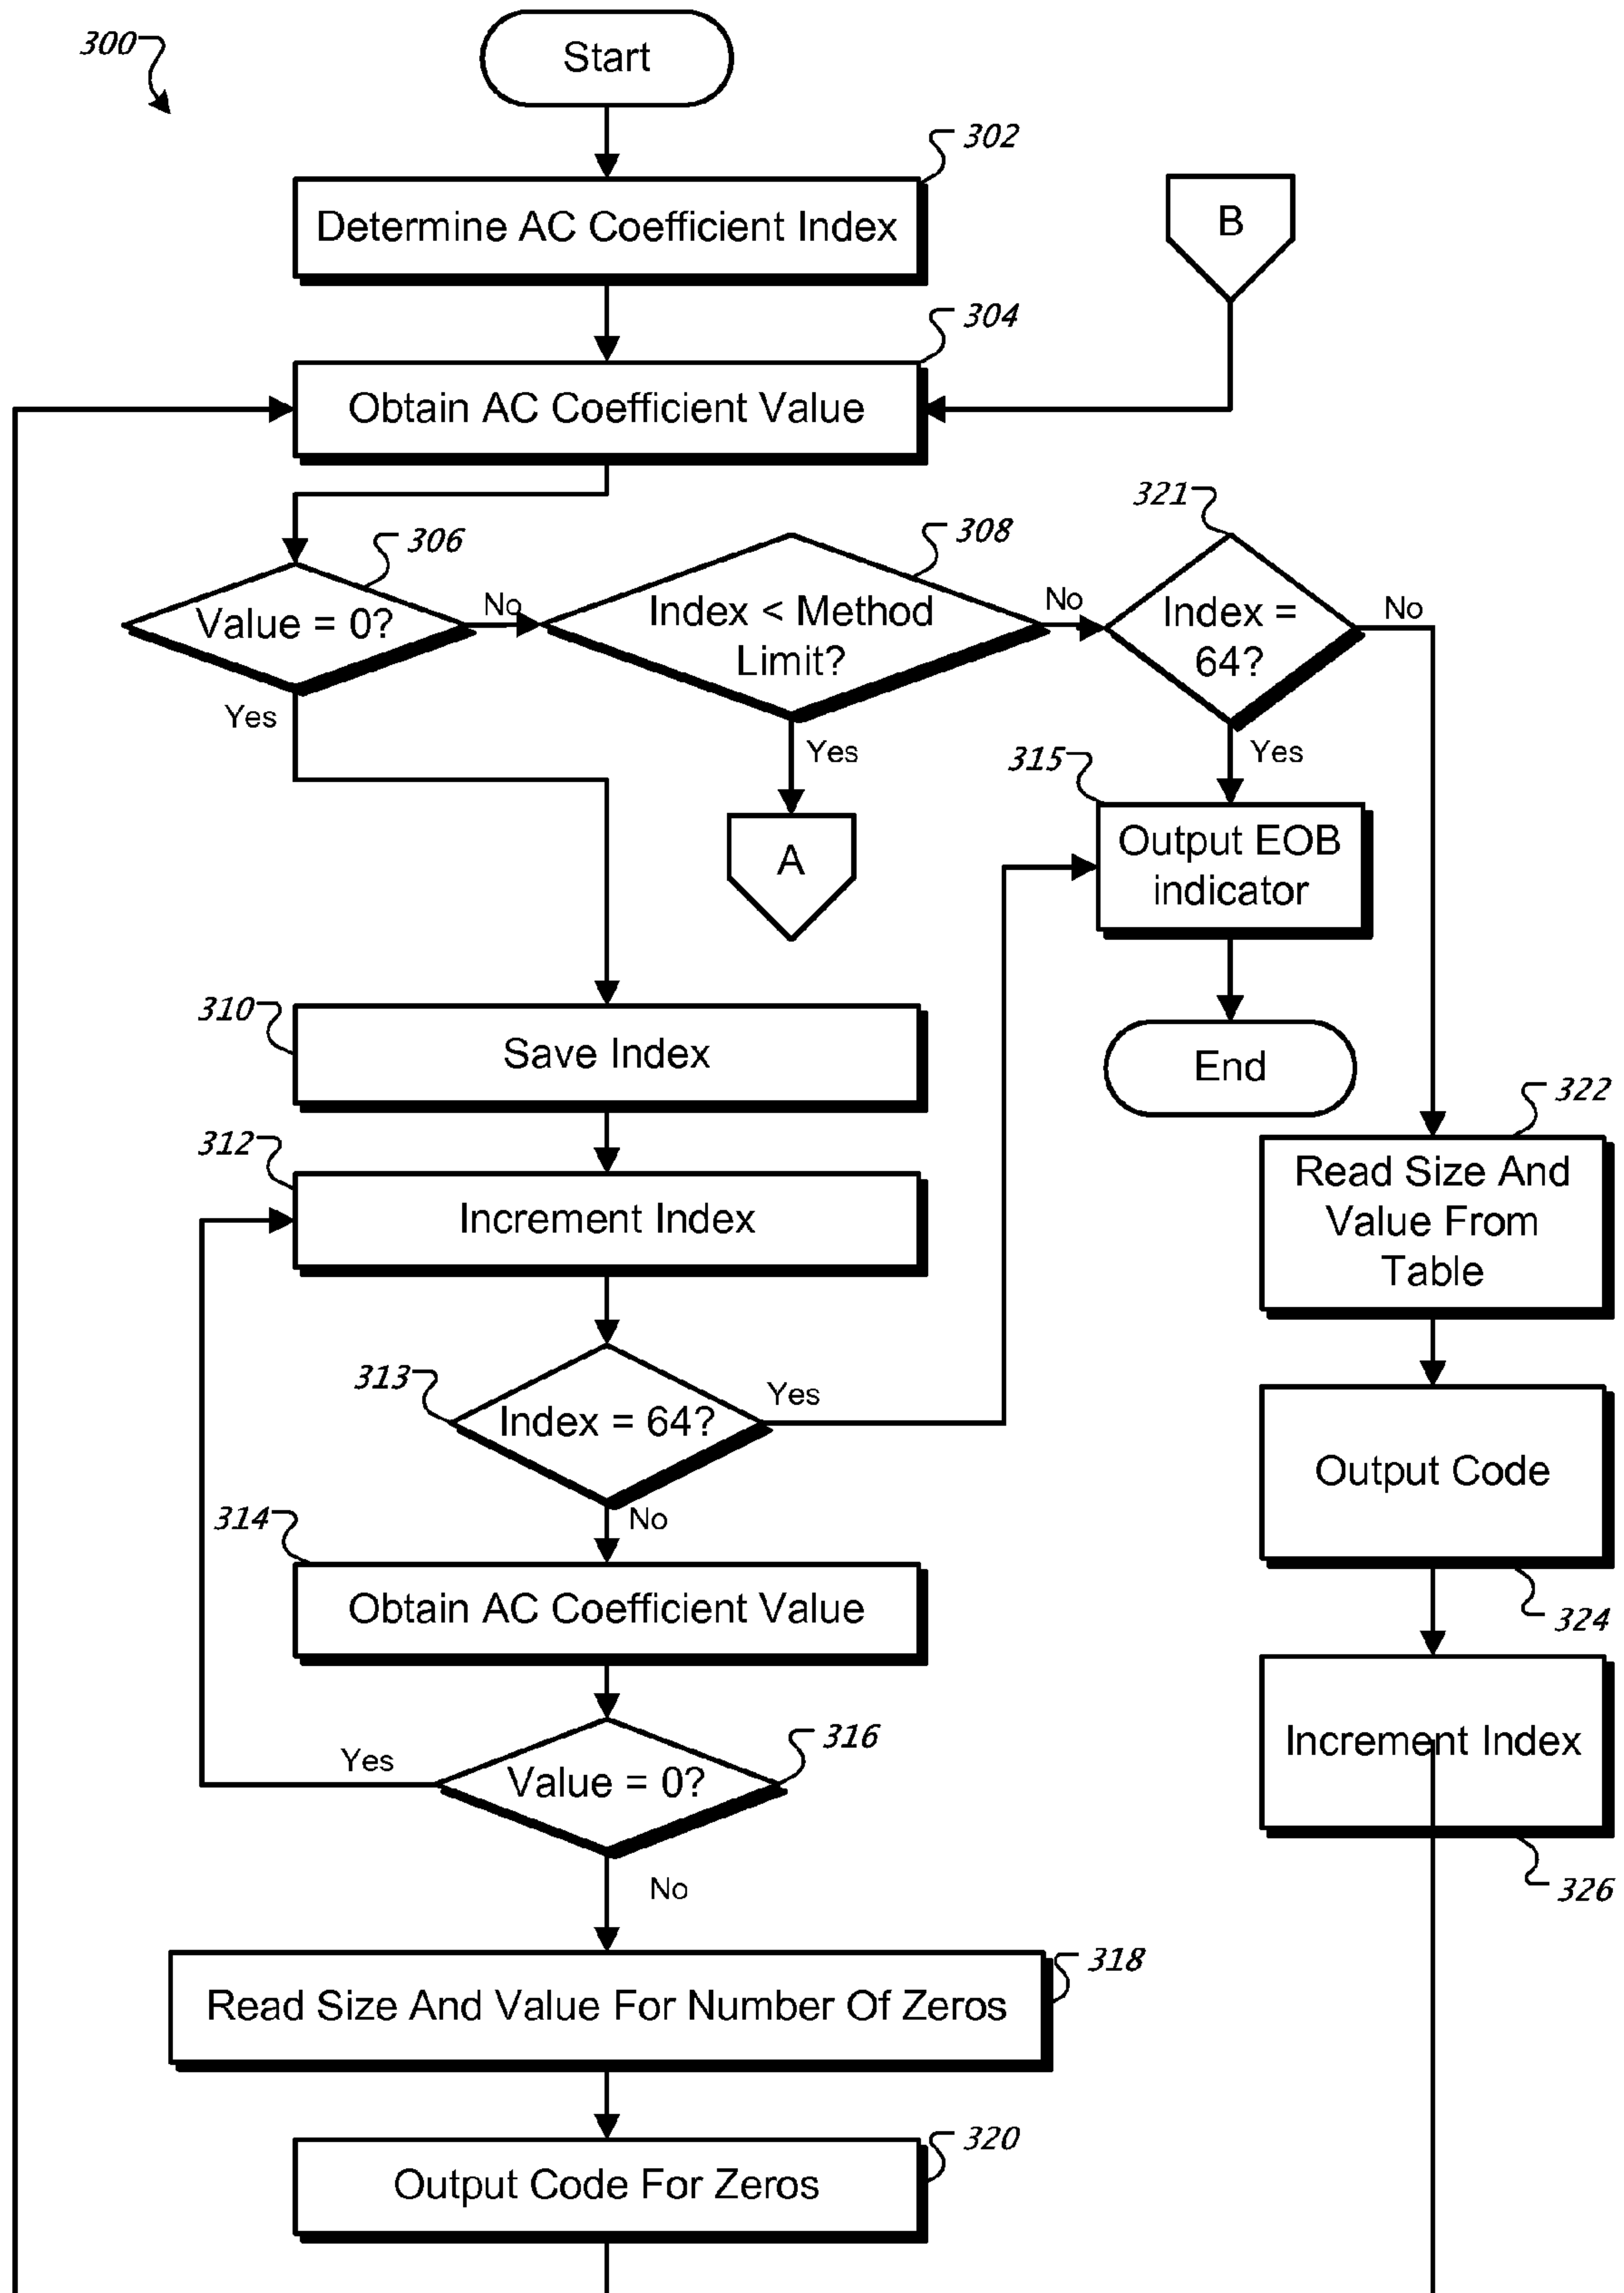 300
Start
302
Determine AC Coefficient Index
B
304
Obtain AC Coefficient Value
306
Value = 0?
No
Yes
308
Index < Method
Limit?
No
Yes
A
321
Index =
64?
No
Yes
315
Output EOB
indicator
End
310
Save Index
312
Increment Index
313
Index = 64?
Yes
No
314
Obtain AC Coefficient Value
316
Value = 0?
Yes
No
318
Read Size And Value For Number Of Zeros
320
Output Code For Zeros
322
Read Size And
Value From
Table
Output Code
324
Increment Index
326